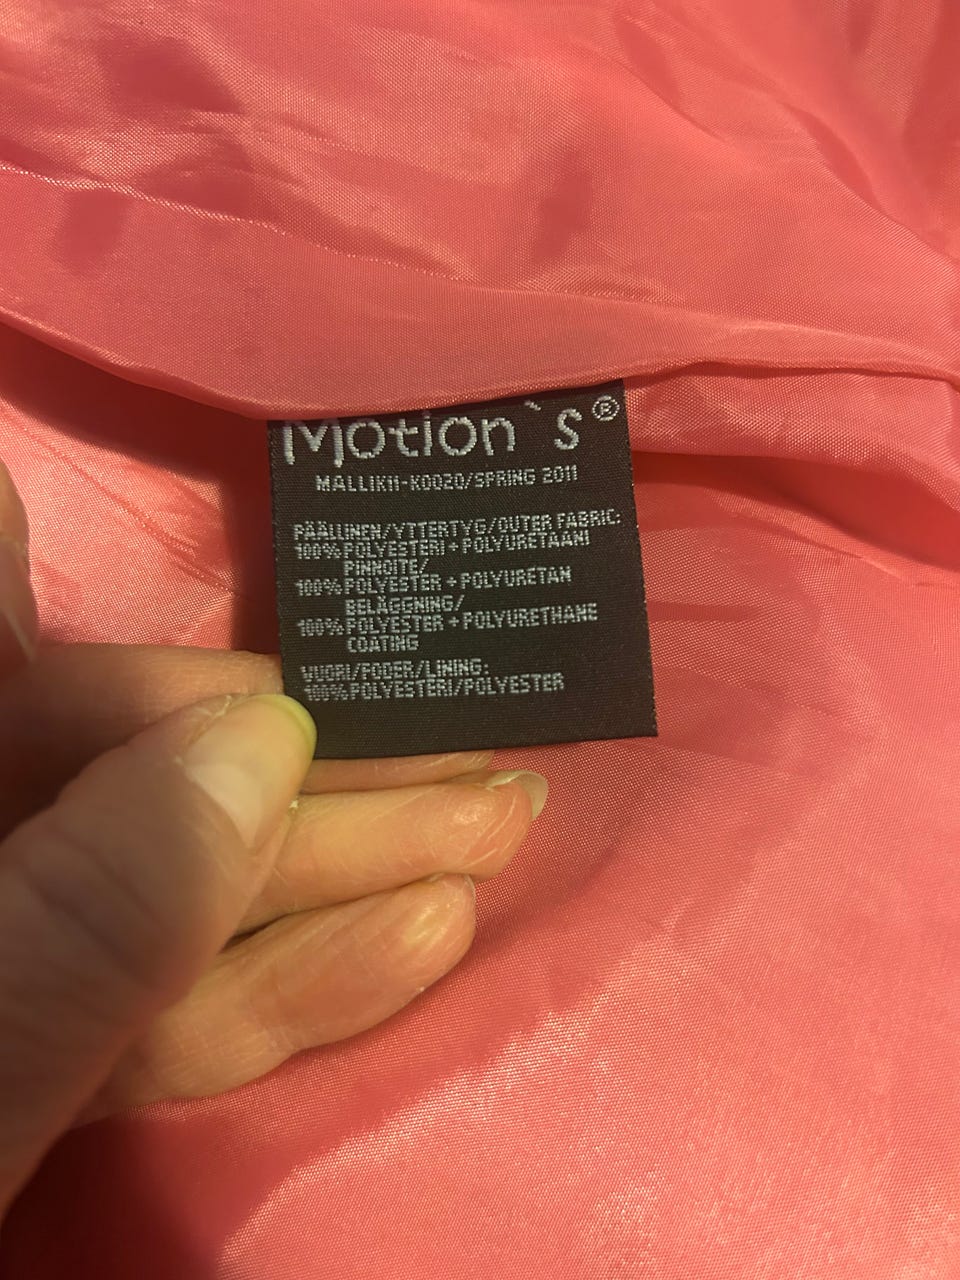 Motion`s®
MALLIK11-K0020/SPRING 2011
PÄÄLLINEN/YTTERTYG/OUTER FABRIC:
100% POLYESTERI + POLYURETAANI
PINNOITE/
100% POLYESTER + POLYURETAN
BELÄGGNING/
100% POLYESTER + POLYURETHANE
COATING
VUORI/FODER/LINING:
100% POLYESTERI/POLYESTER